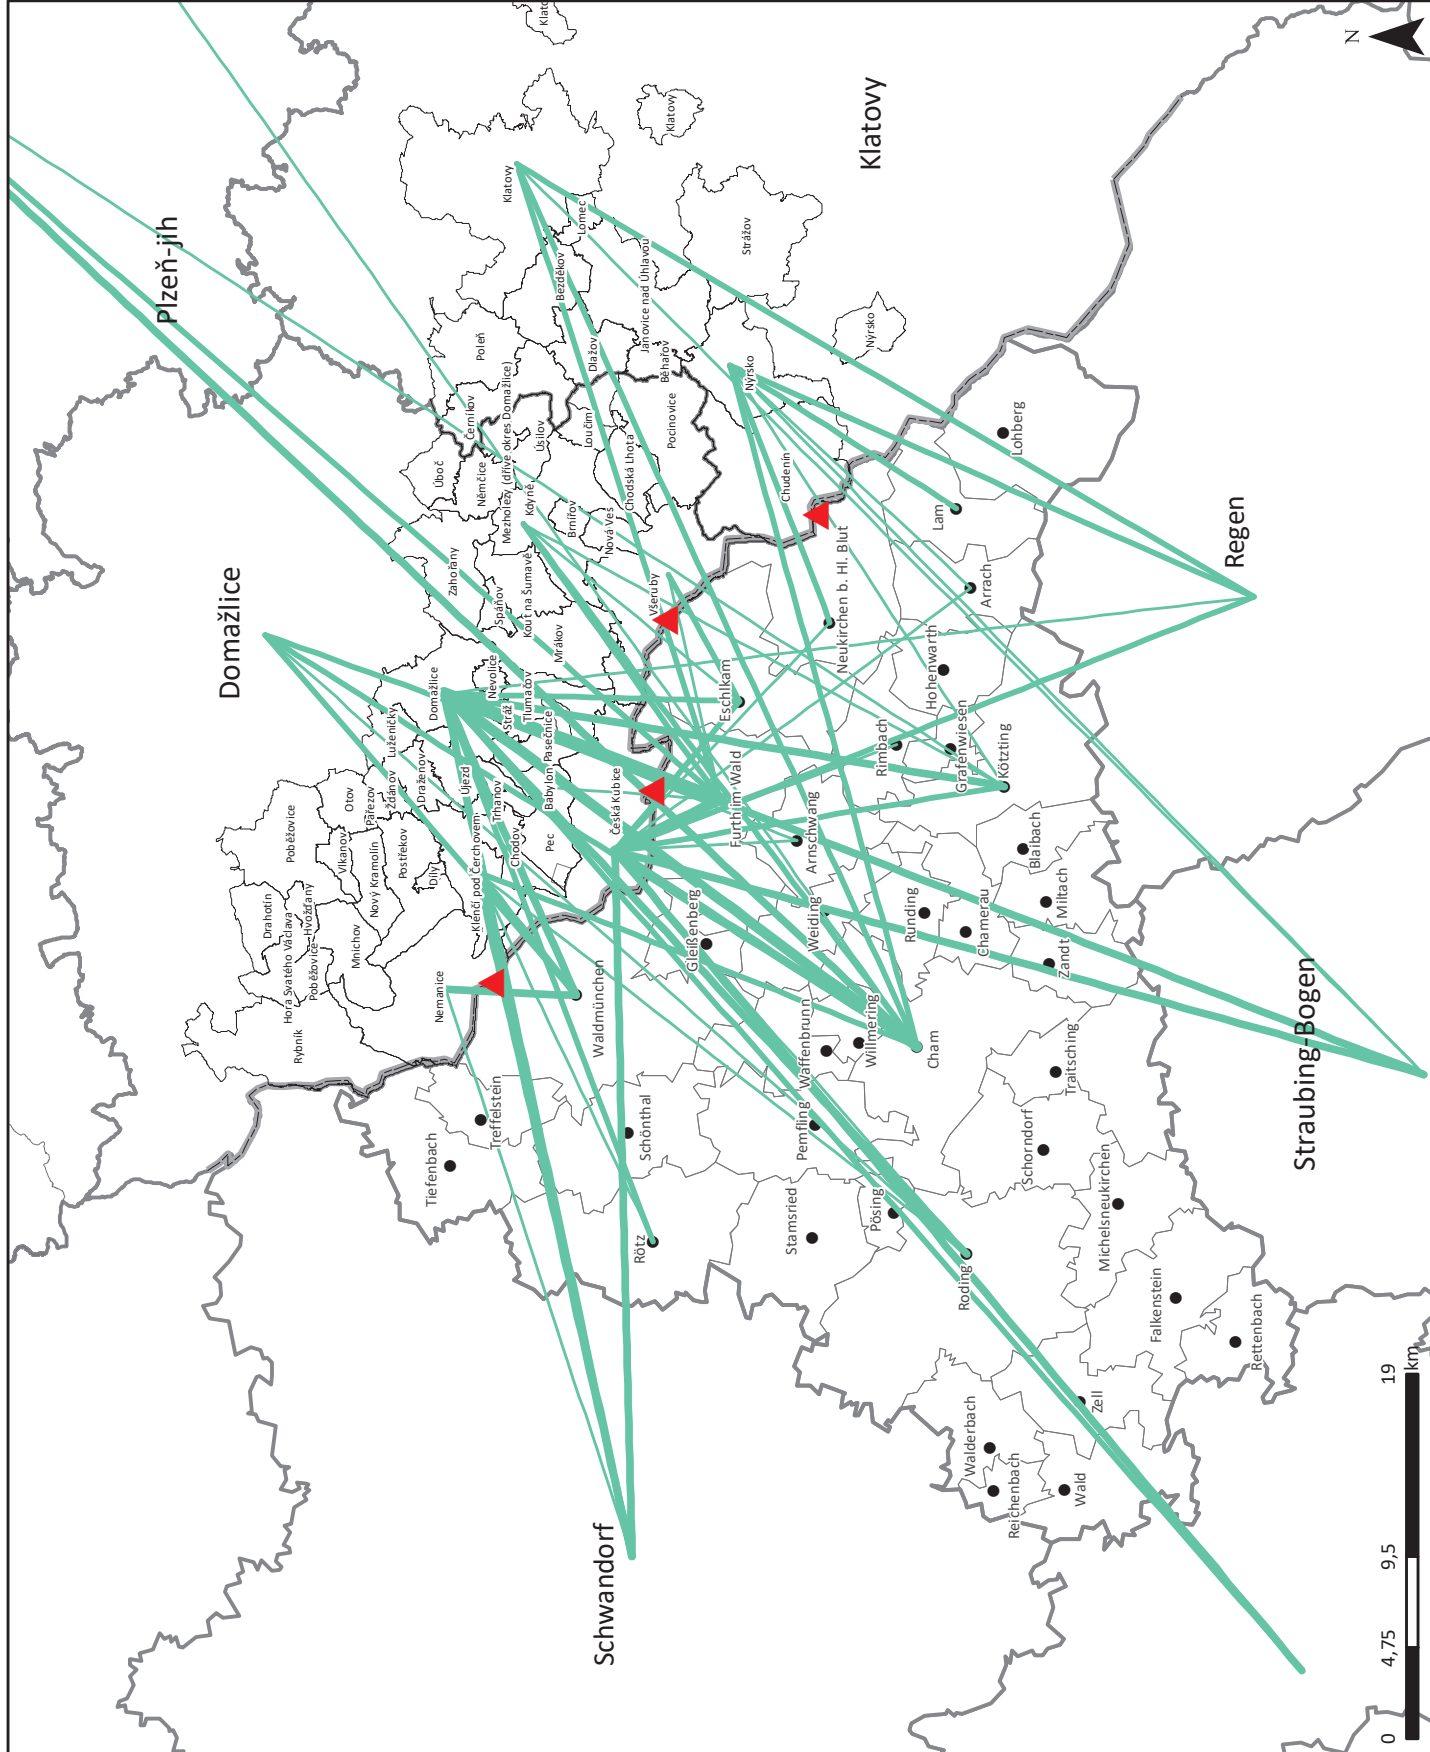 Klatovy
Plzeň-jih
N
Klatovy
Klatovy
Klatovy
Lomec
Strážov
Bezděkov
Janovice nad Úhlavou
Poleň
Dlažov
Běhařov
Nýrsko
Nýrsko
Černíkov
Mezholezy (dříve okres Domažlice)
Úsilov
Loučim
Pocinovice
Chodská Lhota
Úboč
Němčice
Kdyně
Brnířov
Nová Ves
Chudenín
Lohberg
Lam
Domažlice
Zahořany
Spáňov
Kout na Šumavě
Mrákov
Všeruby
Neukirchen b. Hl. Blut
Arrach
Regen
Domažlice
Nevolice
Stráž
Tlumačov
Eschlkam
Hohenwarth
Luženičky
Pasečnice
Babylon
Rimbach
Grafenwiesen
Kötzting
Ždánov
Draženov
Újezd
Trhanov
Česká Kubice
Furth im Wald
Arnschwang
Pařezov
Otov
Poběžovice
Vlkanov
Nový Kramolín
Postřekov
Díly
Klenčí pod Čerchovem
Chodov
Pec
Blaibach
Miltach
Drahotín
Hvožďany
Hora Svatého Václava
Poběžovice
Mnichov
Gleißenberg
Weiding
Runding
Chamerau
Zandt
Rybník
Nemanice
Waldmünchen
Waffenbrunn
Willmering
Cham
Traitsching
Straubing-Bogen
Treffelstein
Tiefenbach
Schönthal
Pemfling
Schorndorf
Rötz
Stamsried
Pösing
Michelsneukirchen
Roding
Falkenstein
Rettenbach
Zell
Walderbach
Reichenbach
Wald
Schwandorf
0 4,75 9,5 19
km